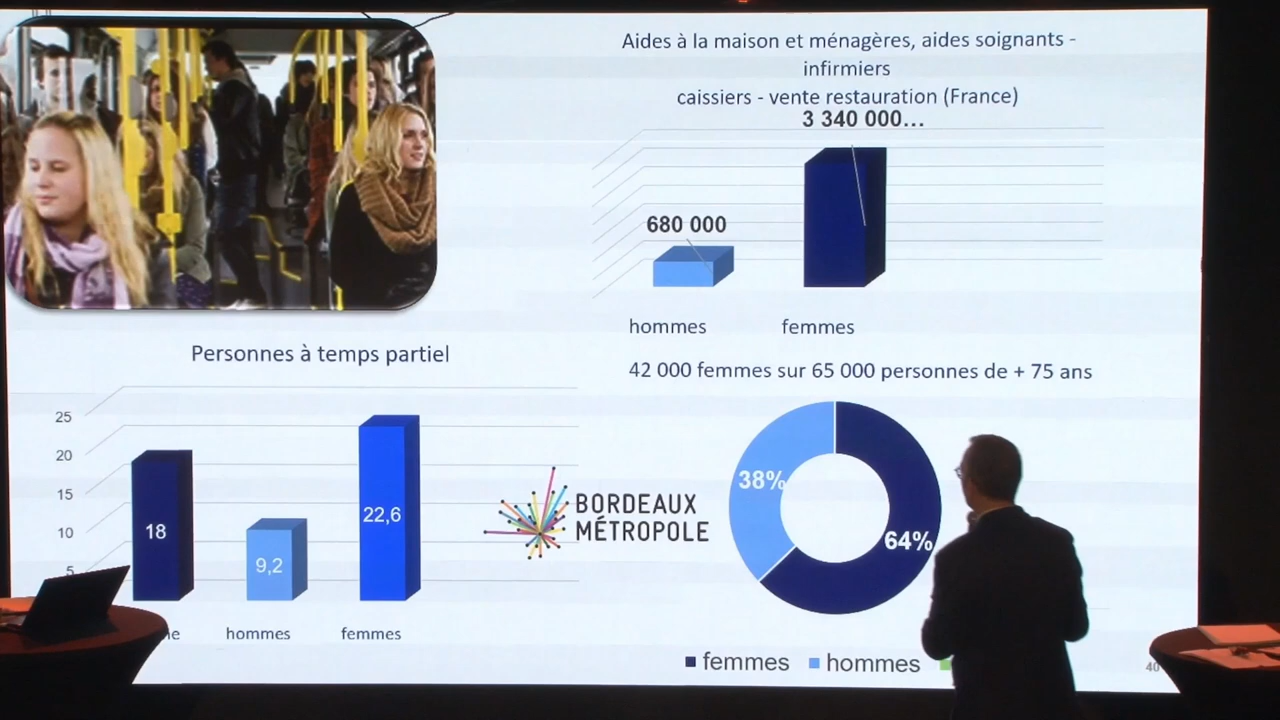 Aides à la maison et ménagères, aides soignants -
infirmiers
caissiers - vente restauration (France)
3 340 000...
680 000
hommes
femmes
Personnes à temps partiel
25
20
15
10
5
18
9,2
22,6
hommes
femmes
BORDEAUX
MÉTROPOLE
42 000 femmes sur 65 000 personnes de + 75 ans
38%
64%
femmes
hommes
40